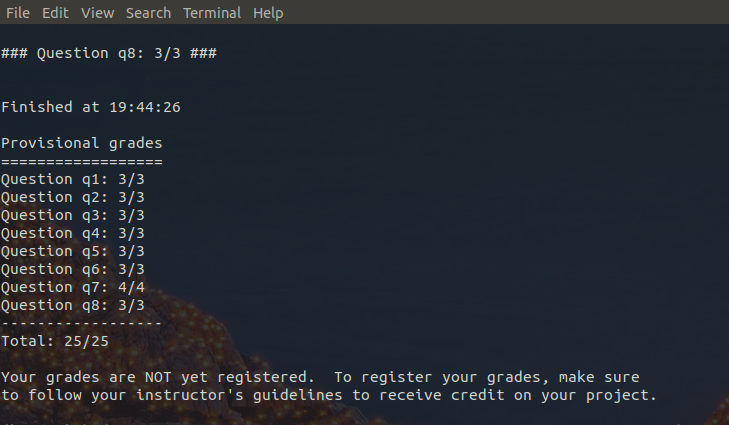 File Edit View Search Terminal Help
### Question q8: 3/3 ###
Finished at 19:44:26
Provisional grades
==================
Question q1: 3/3
Question q2: 3/3
Question q3: 3/3
Question q4: 3/3
Question q5: 3/3
Question q6: 3/3
Question q7: 4/4
Question q8: 3/3
------------------
Total: 25/25
Your grades are NOT yet registered.  To register your grades, make sure
to follow your instructor's guidelines to receive credit on your project.